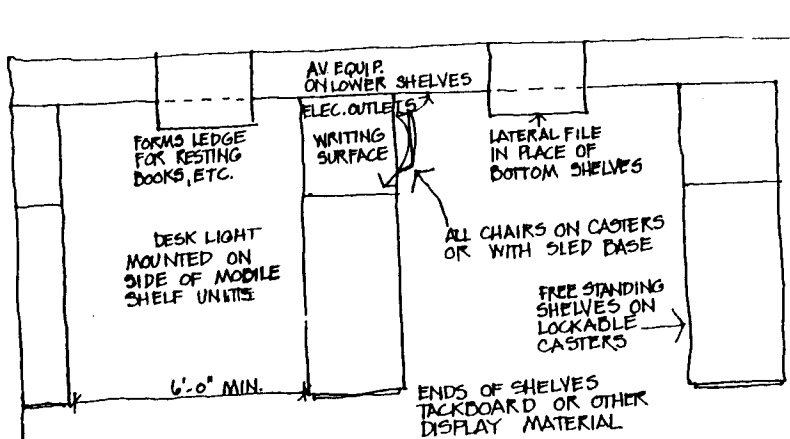 A.V. EQUIP.
ON LOWER SHELVES
ELEC. OUTLETS
FORMS LEDGE
FOR RESTING
BOOKS, ETC.
WRITING
SURFACE
LATERAL FILE
IN PLACE OF
BOTTOM SHELVES
ALL CHAIRS ON CASTERS
OR WITH SLED BASE
DESK LIGHT
MOUNTED ON
SIDE OF MOBILE
SHELF UNITS
FREE STANDING
SHELVES ON
LOCKABLE
CASTERS
6'-0" MIN.
ENDS OF SHELVES
TACKBOARD OR OTHER
DISPLAY MATERIAL